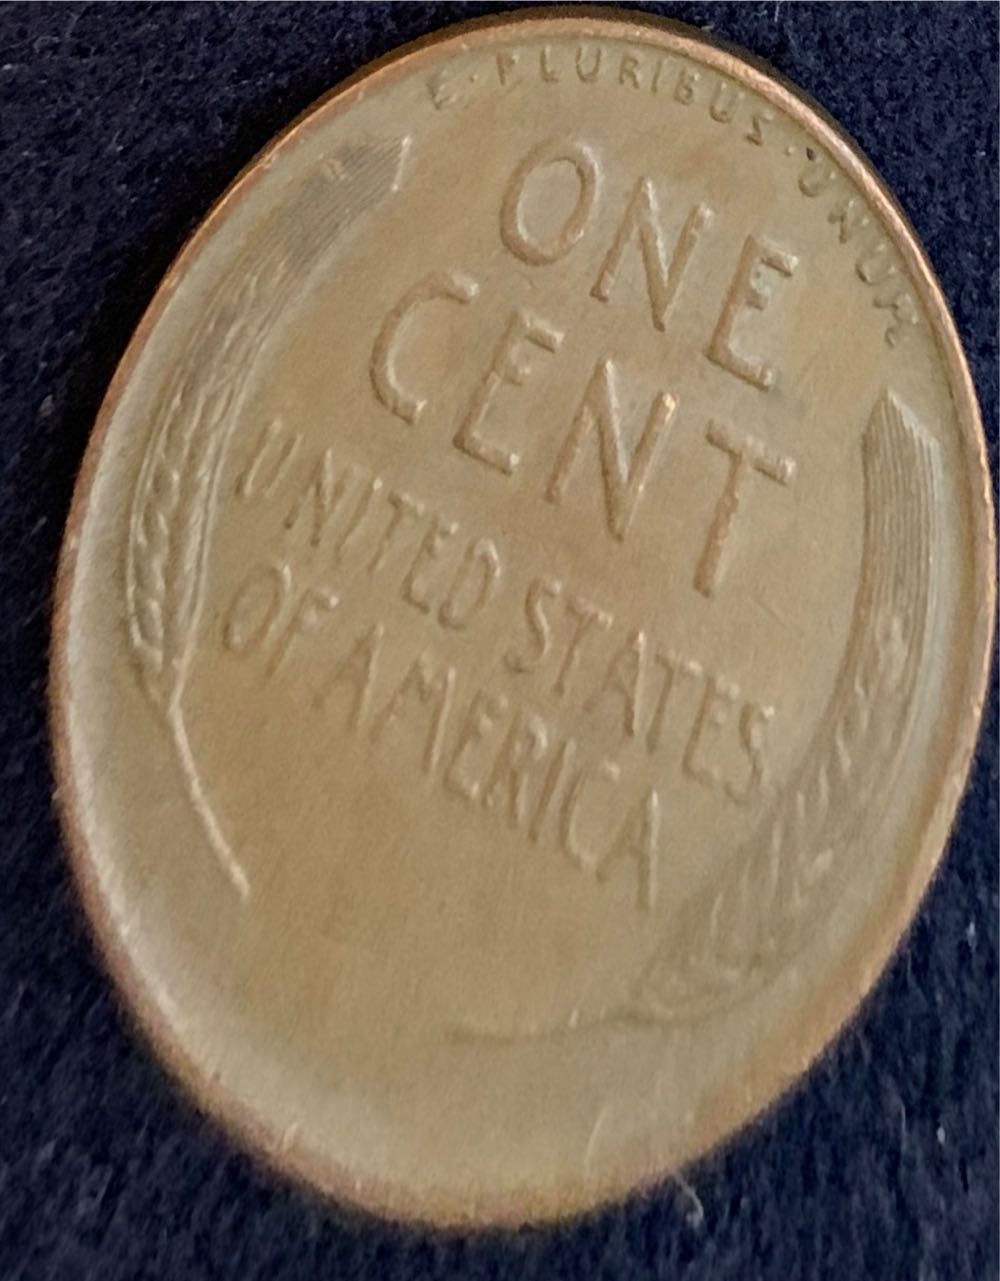 E·PLURIBUS·UNUM
ONE
CENT
UNITED STATES
OF AMERICA